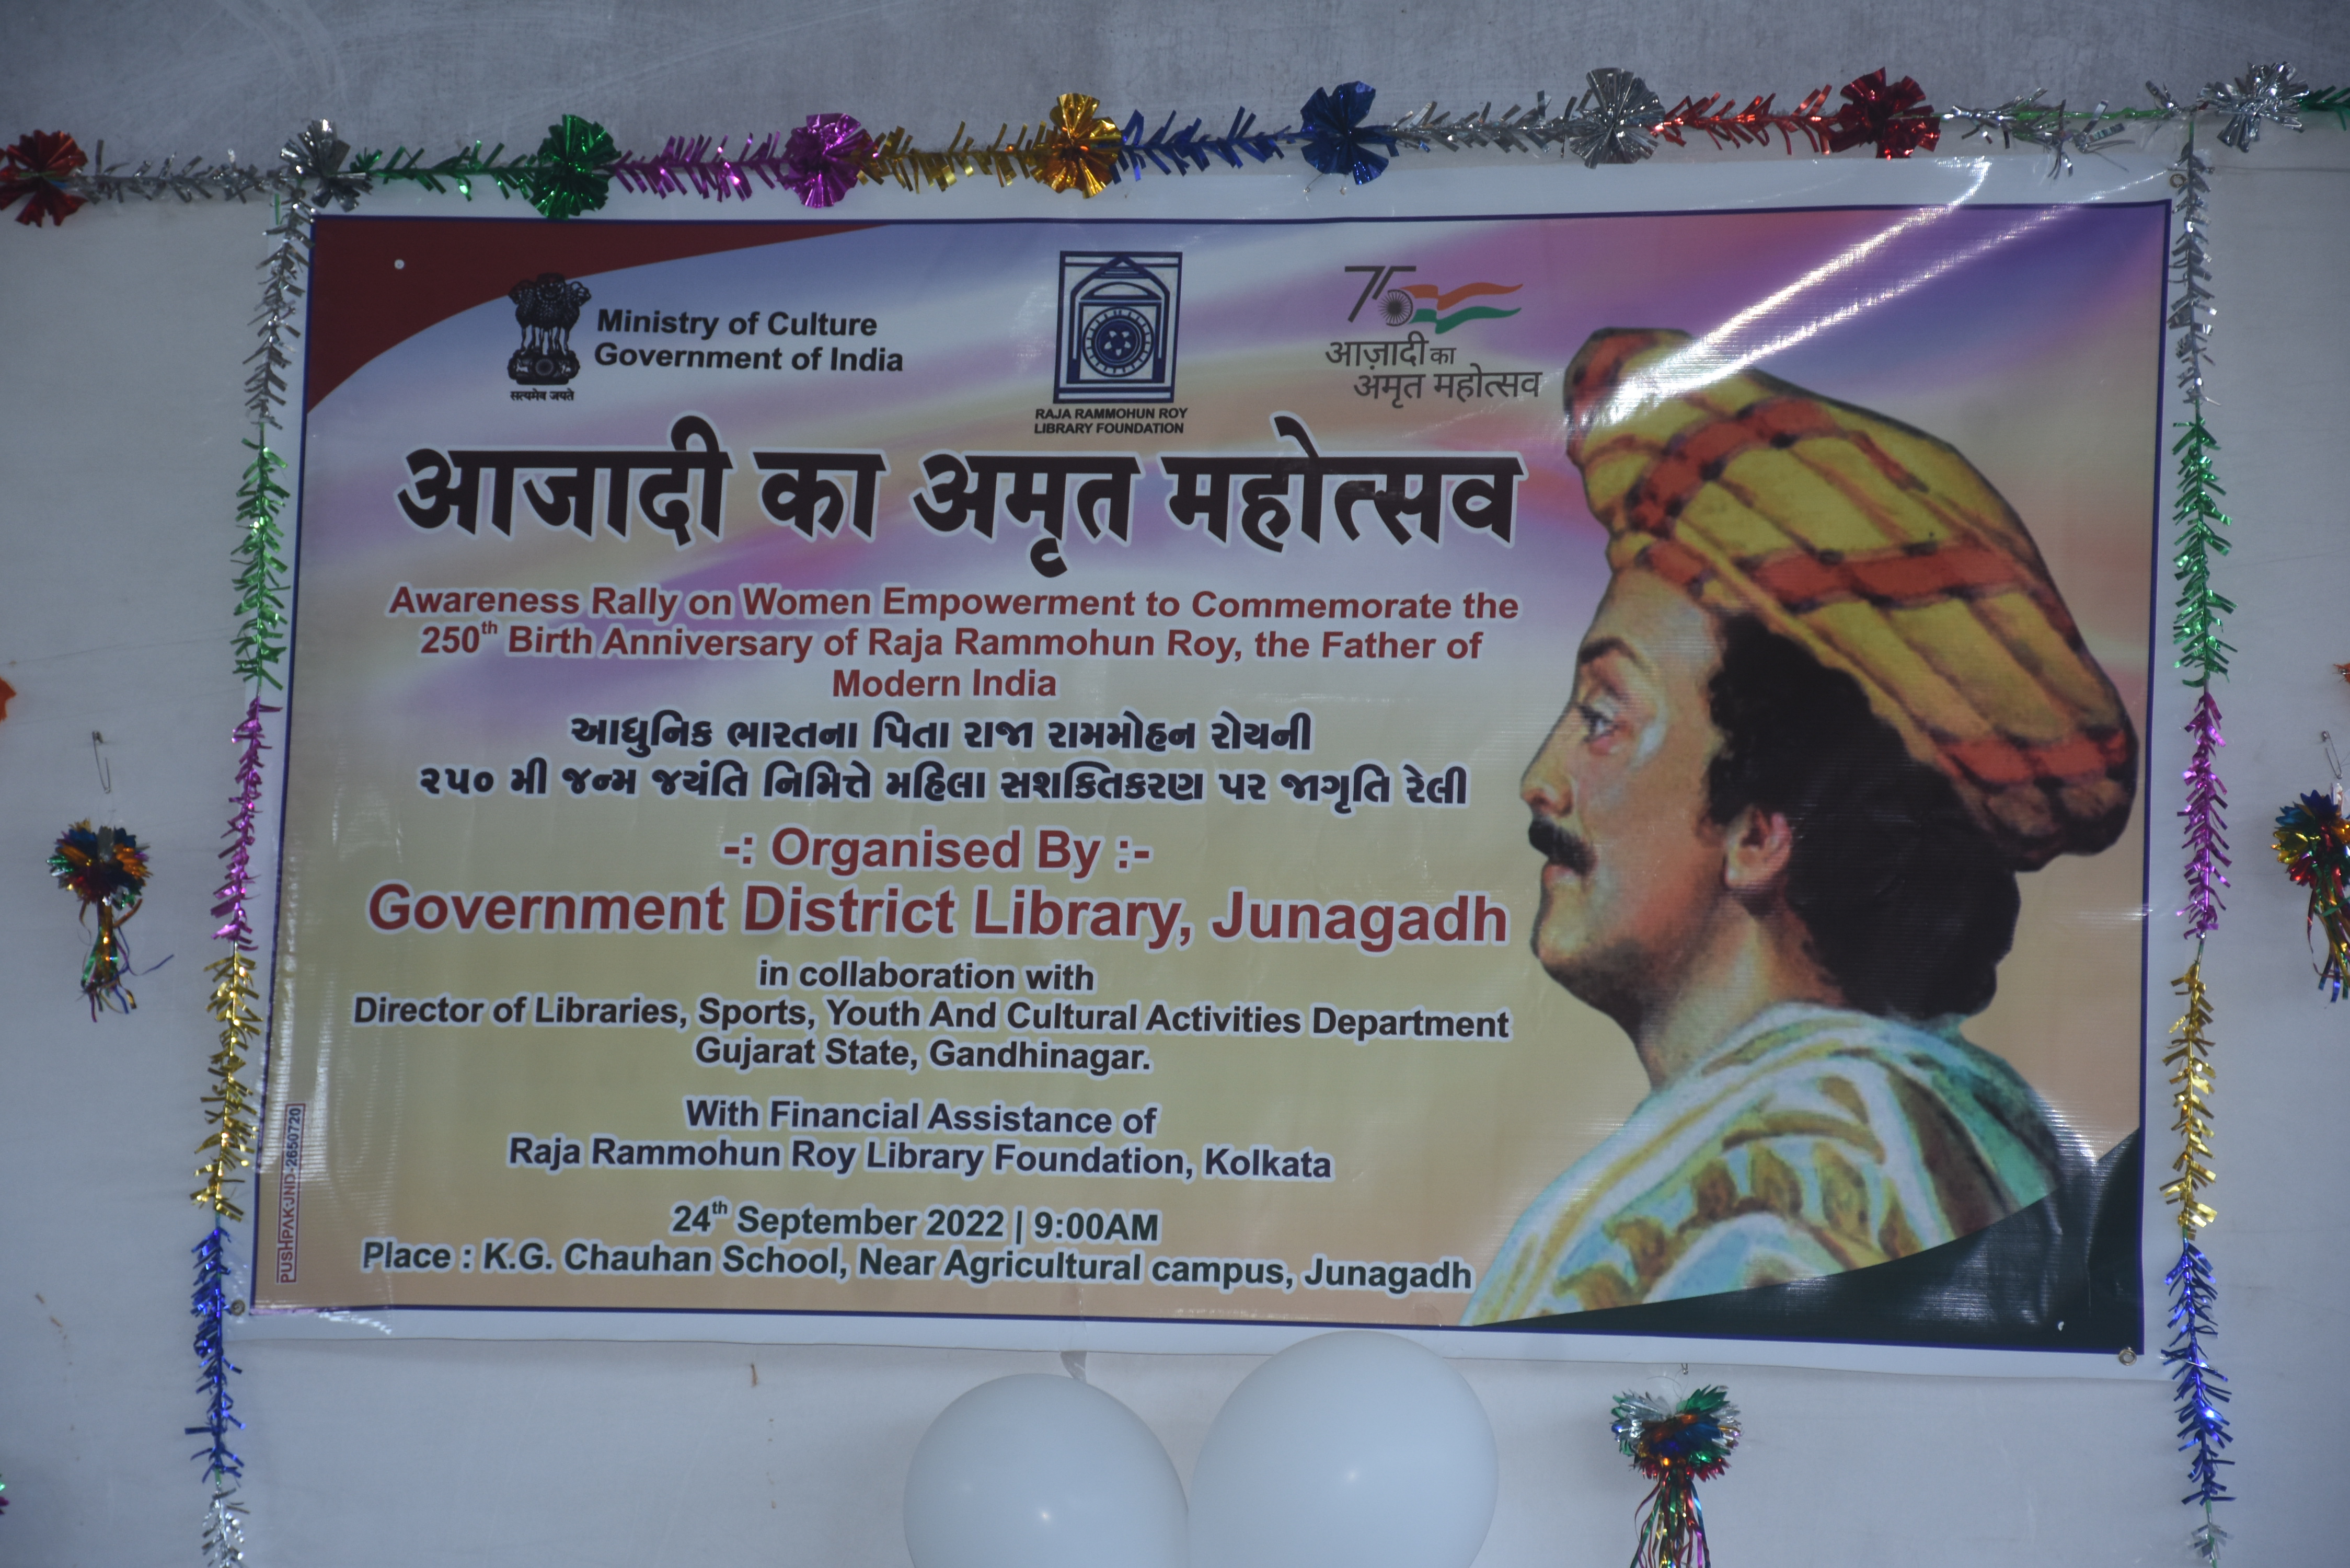 Ministry of Culture
Government of India
सत्यमेव जयते
RAJA RAMMOHUN ROY
LIBRARY FOUNDATION
75
आज़ादी का
अमृत महोत्सव
आजादी का अमृत महोत्सव
Awareness Rally on Women Empowerment to Commemorate the
250th Birth Anniversary of Raja Rammohun Roy, the Father of
Modern India
આધુનિક ભારતના પિતા રાજા રામમોહન રોયની
૨૫૦ મી જન્મ જયંતિ નિમિત્તે મહિલા સશક્તિકરણ પર જાગૃતિ રેલી
-: Organised By :-
Government District Library, Junagadh
in collaboration with
Director of Libraries, Sports, Youth And Cultural Activities Department
Gujarat State, Gandhinagar.
With Financial Assistance of
Raja Rammohun Roy Library Foundation, Kolkata
24th September 2022 | 9:00AM
Place : K.G. Chauhan School, Near Agricultural campus, Junagadh
PUSHPAK-JND-2650720